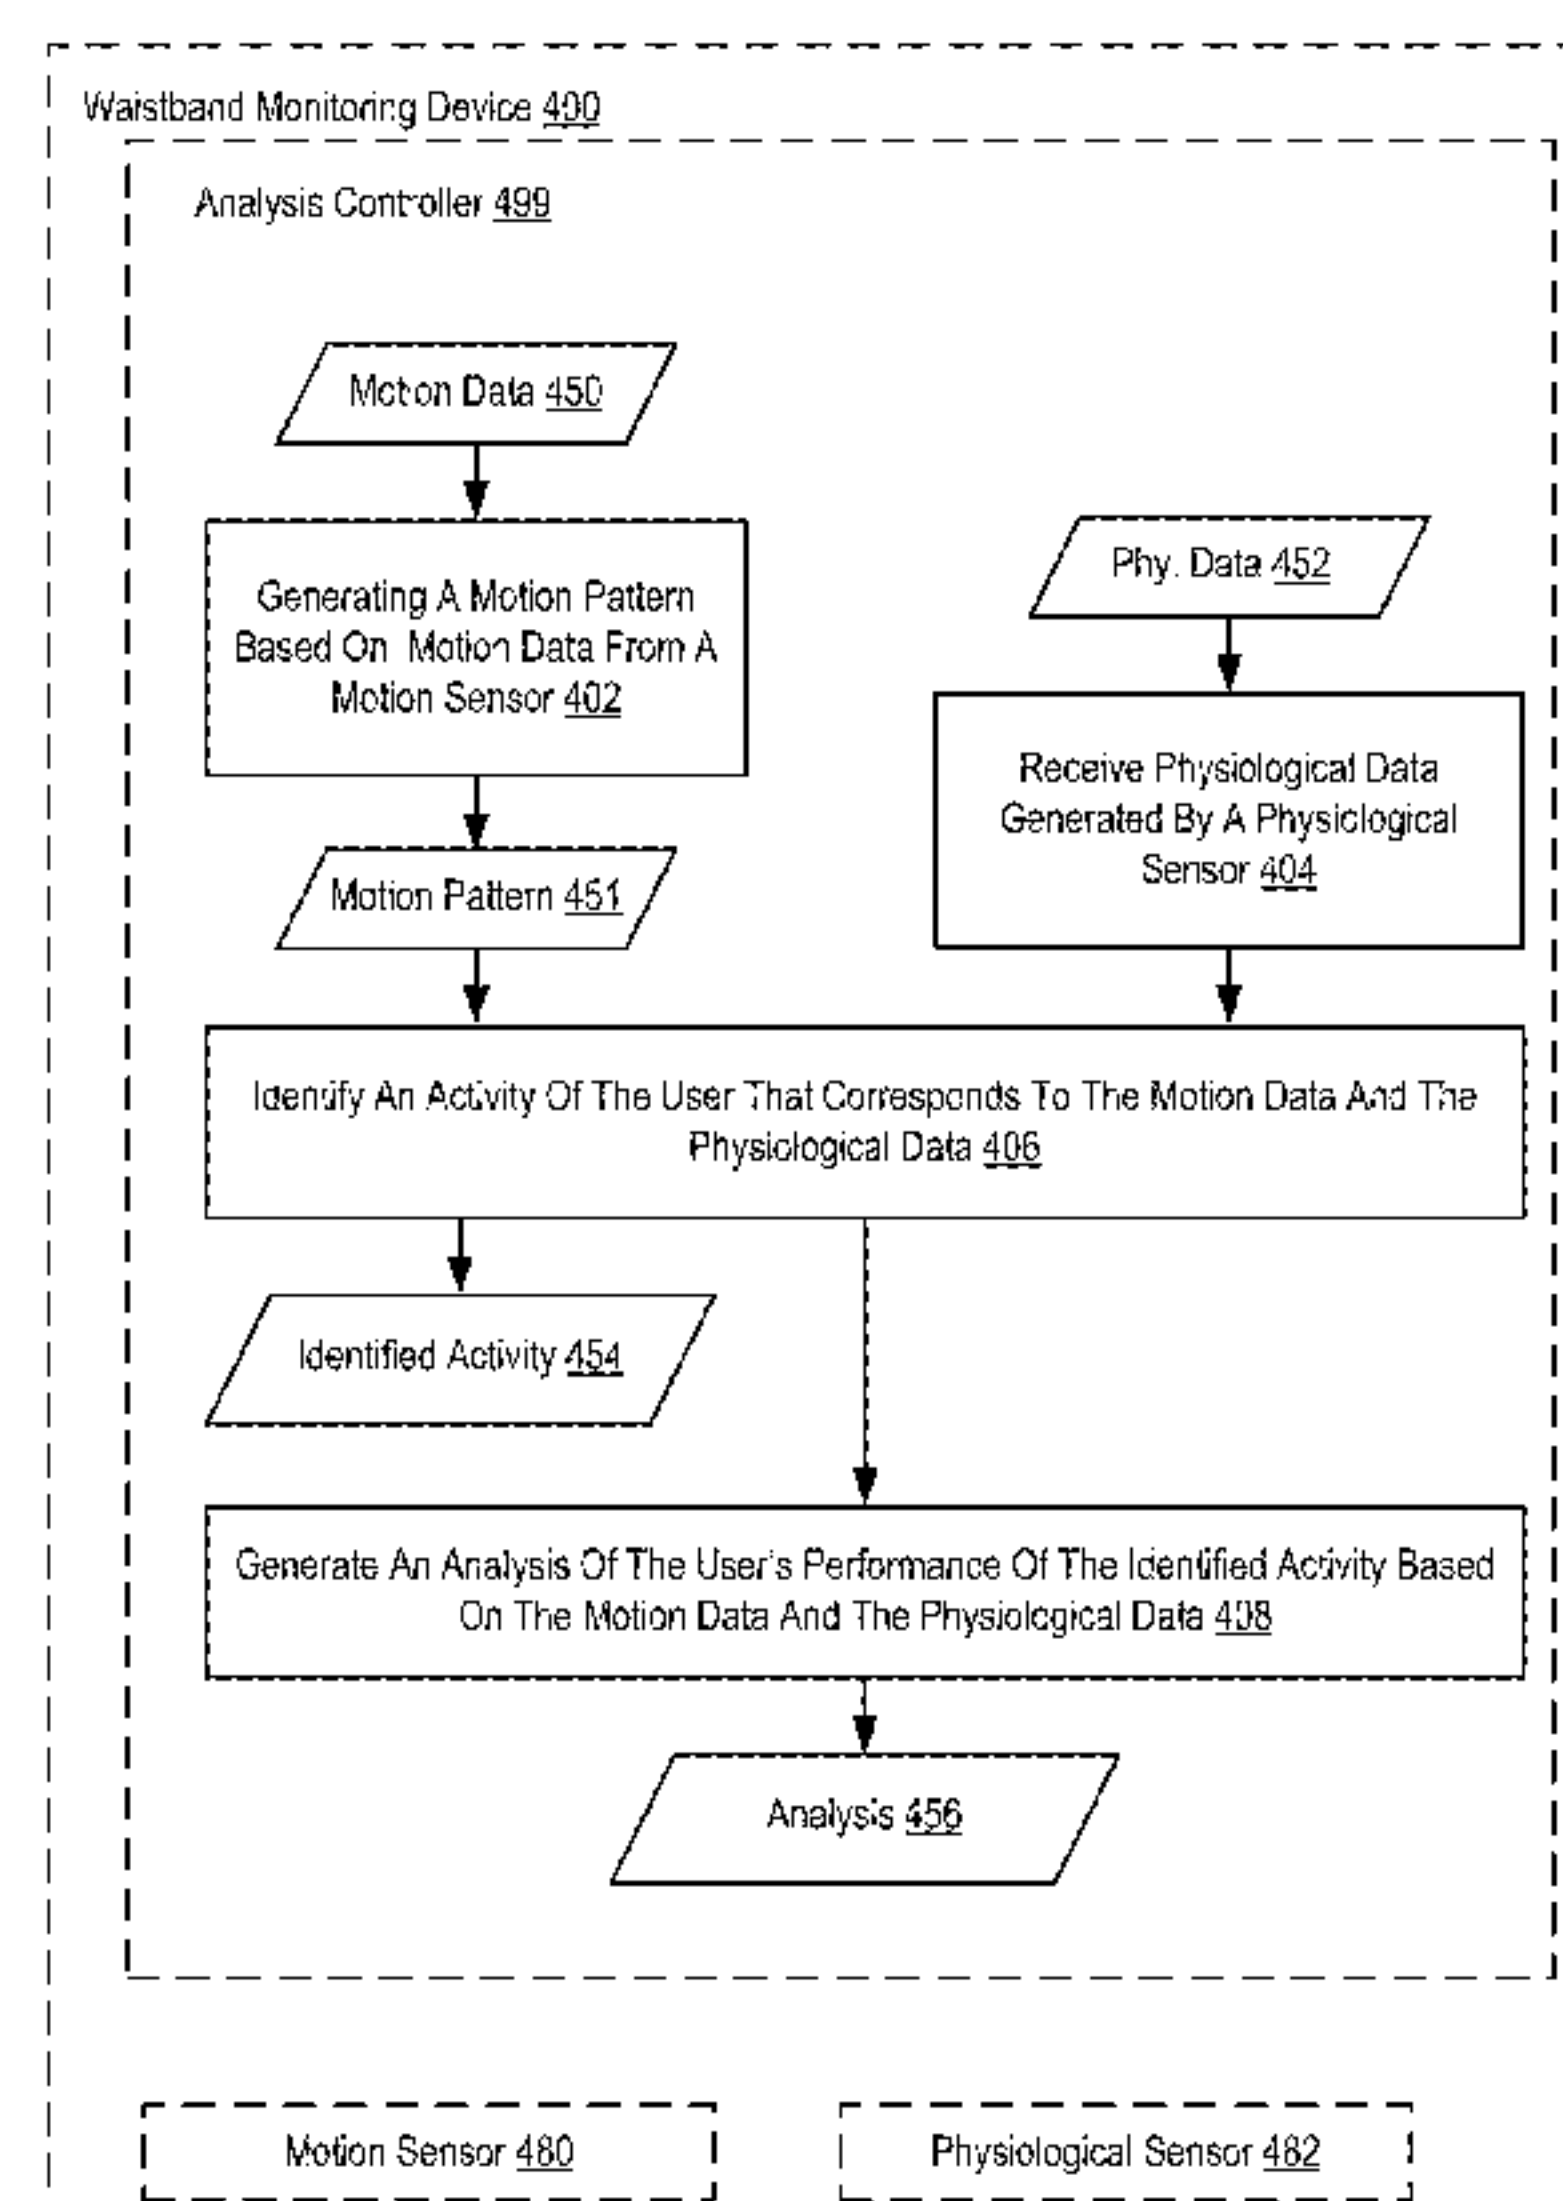 Waistband Monitoring Device 400
Analysis Controller 499
Motion Data 450
Generating A Motion Pattern
Based On Motion Data From A
Motion Sensor 402
Phy. Data 452
Receive Physiological Data
Generated By A Physiological
Sensor 404
Motion Pattern 451
Identify An Activity Of The User That Corresponds To The Motion Data And The
Physiological Data 406
Identified Activity 454
Generate An Analysis Of The User's Performance Of The Identified Activity Based
On The Motion Data And The Physiological Data 408
Analysis 456
Motion Sensor 480
Physiological Sensor 482